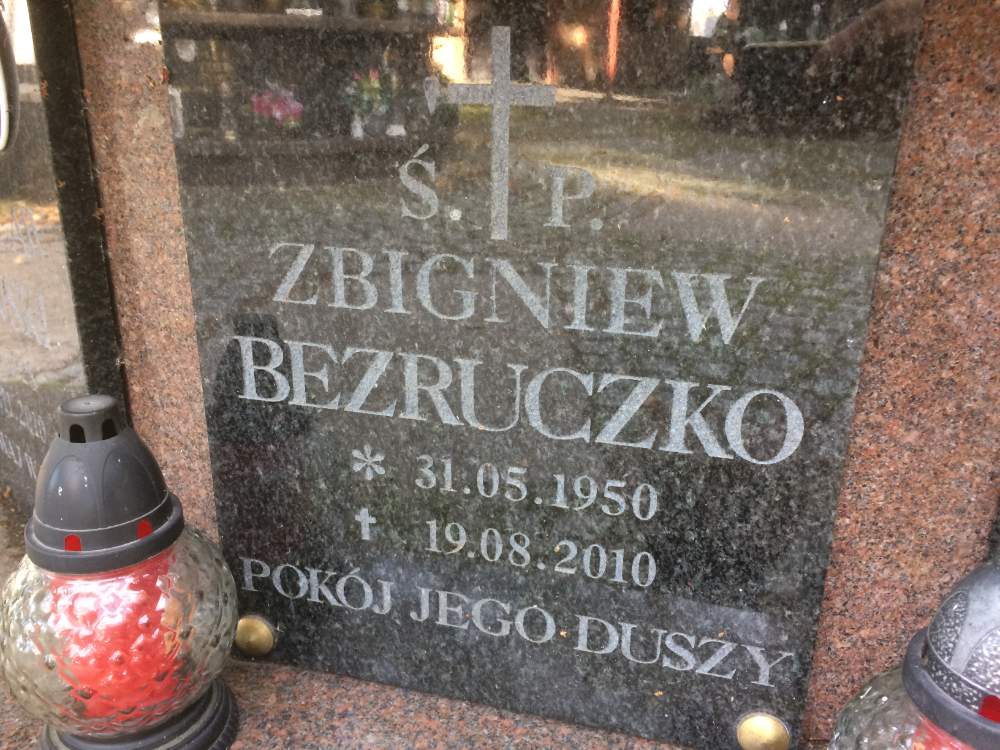 Ś. P.
ZBIGNIEW
BEZRUCZKO
* 31.05.1950
† 19.08.2010
POKÓJ JEGO DUSZY